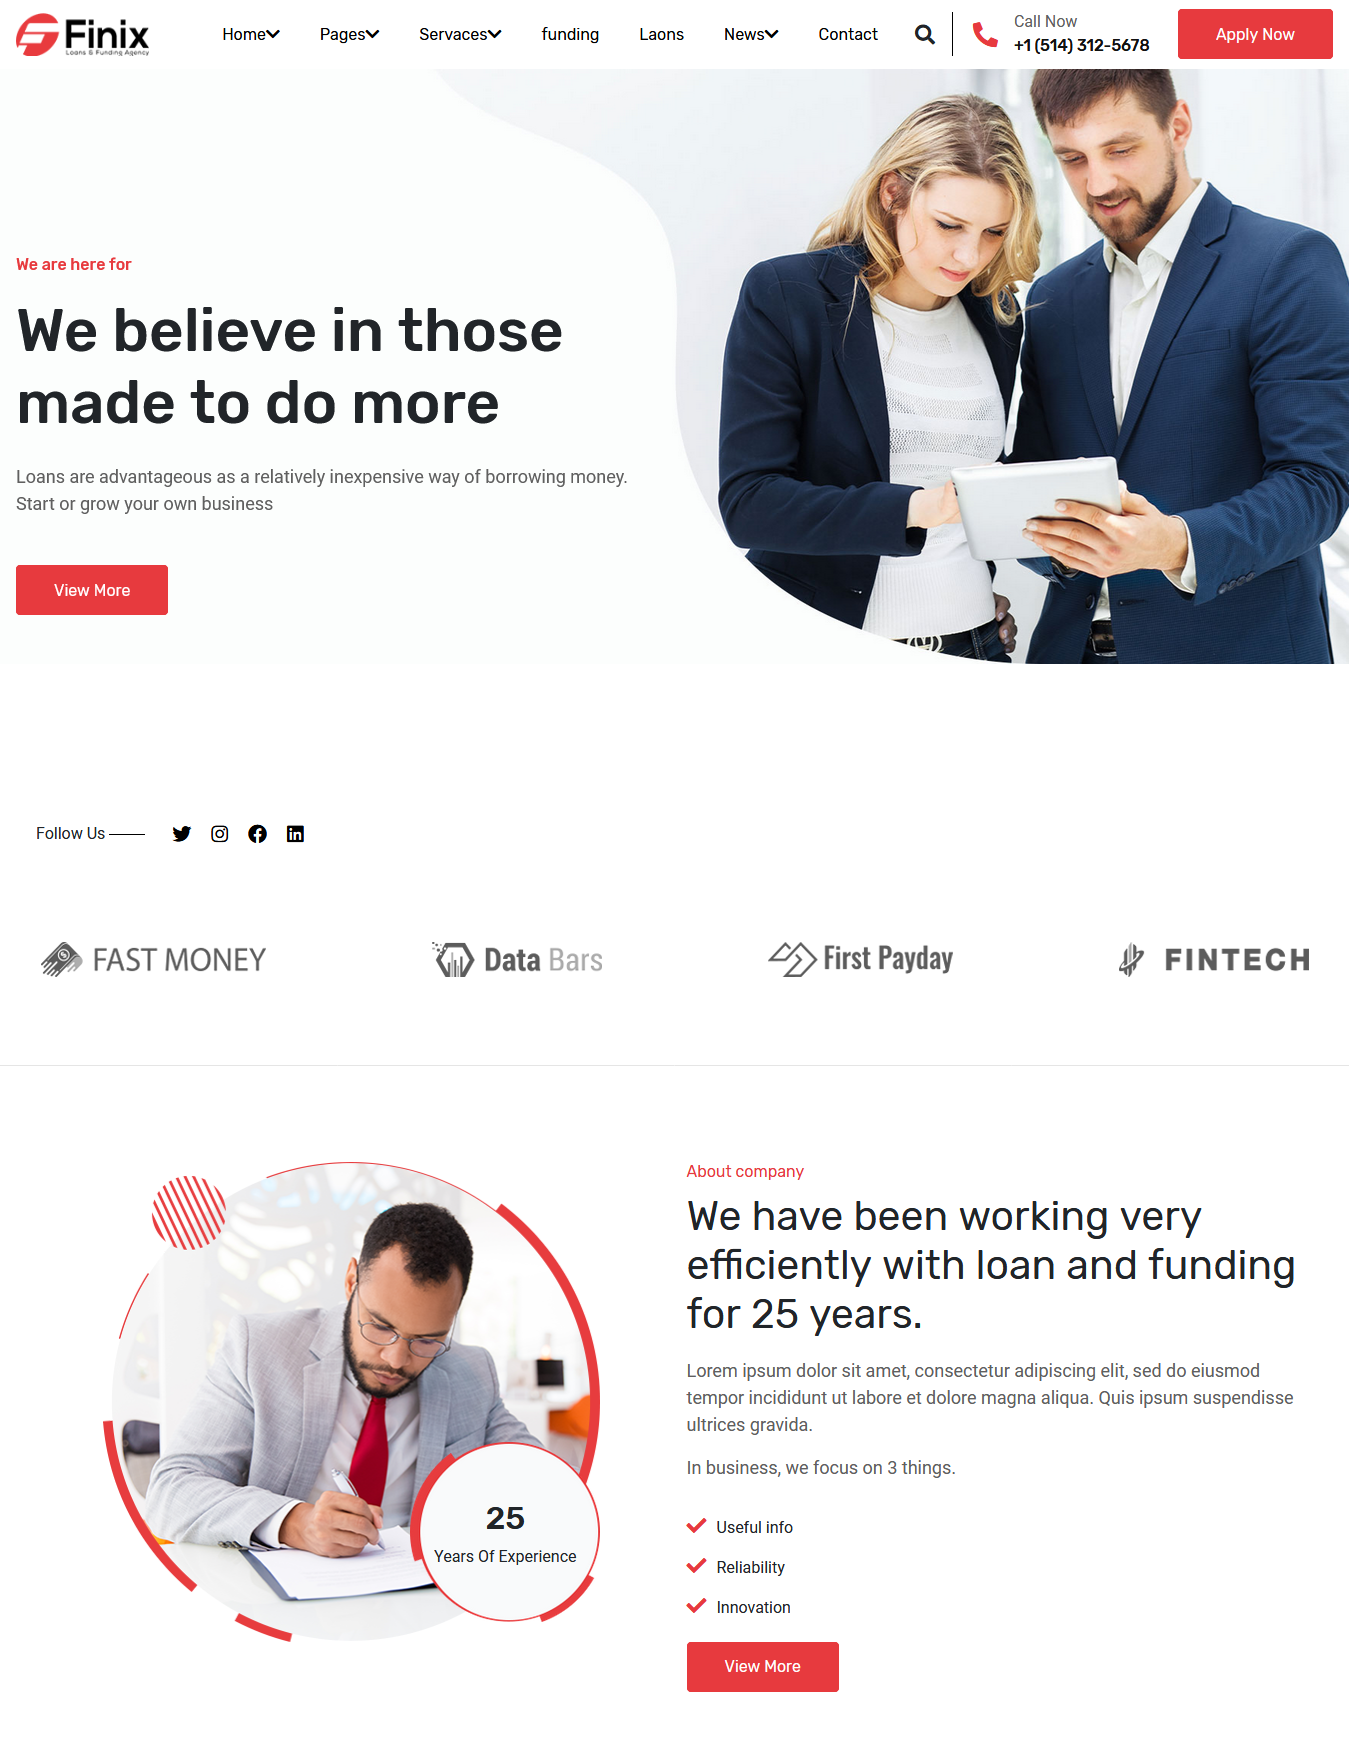 Finix
Loans & Funding Agency
Home
Pages
Servaces
funding
Laons
News
Contact
Call Now
+1 (514) 312-5678
Apply Now
We are here for
We believe in those
made to do more
Loans are advantageous as a relatively inexpensive way of borrowing money.
Start or grow your own business
View More
Follow Us
FAST MONEY
Data Bars
First Payday
FINTECH
About company
We have been working very
efficiently with loan and funding
for 25 years.
Lorem ipsum dolor sit amet, consectetur adipiscing elit, sed do eiusmod
tempor incididunt ut labore et dolore magna aliqua. Quis ipsum suspendisse
ultrices gravida.
In business, we focus on 3 things.
25
Years Of Experience
Useful info
Reliability
Innovation
View More